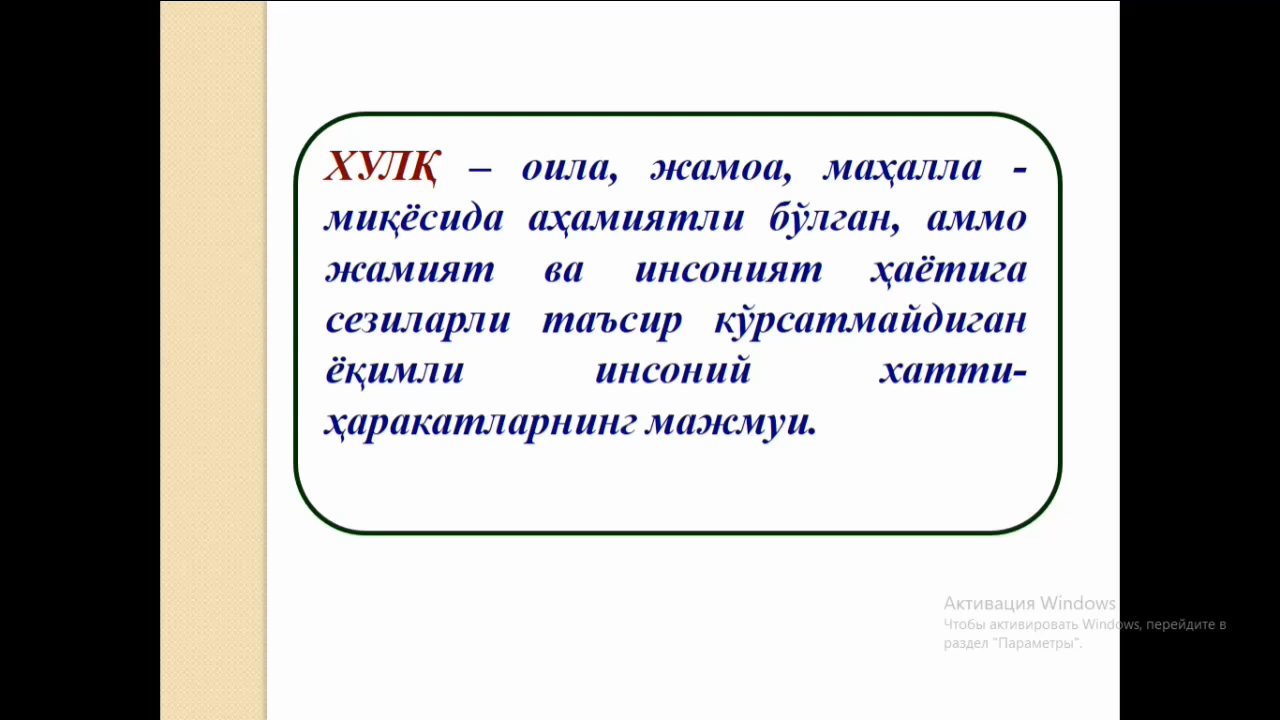 ХУЛҚ – оила, жамоа, маҳалла -
миқёсида аҳамиятли бўлган, аммо
жамият ва инсоният ҳаётига
сезиларли таъсир кўрсатмайдиган
ёқимли инсоний хатти-
ҳаракатларнинг мажмуи.
Активация Windows
Чтобы активировать Windows, перейдите в
раздел "Параметры".